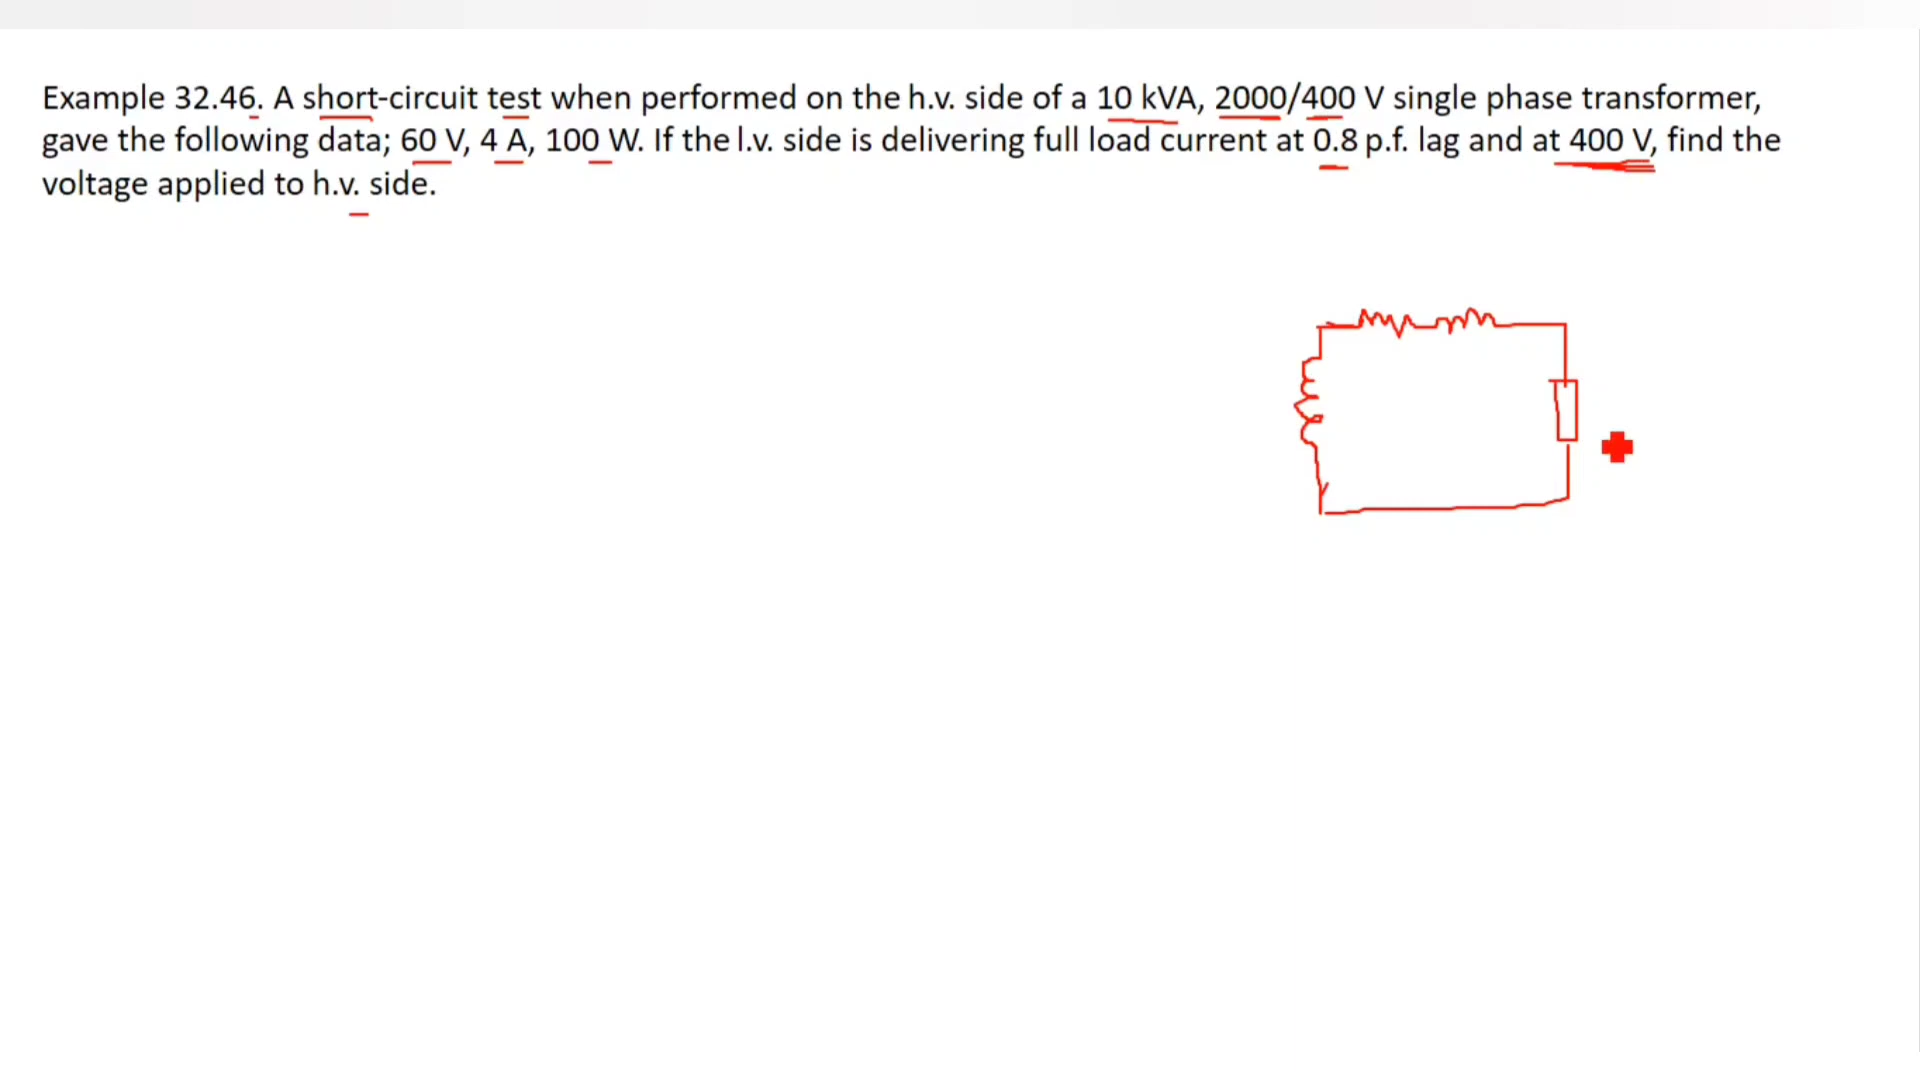 Example 32.46. A short-circuit test when performed on the h.v. side of a 10 kVA, 2000/400 V single phase transformer,
gave the following data; 60 V, 4 A, 100 W. If the l.v. side is delivering full load current at 0.8 p.f. lag and at 400 V, find the
voltage applied to h.v. side.